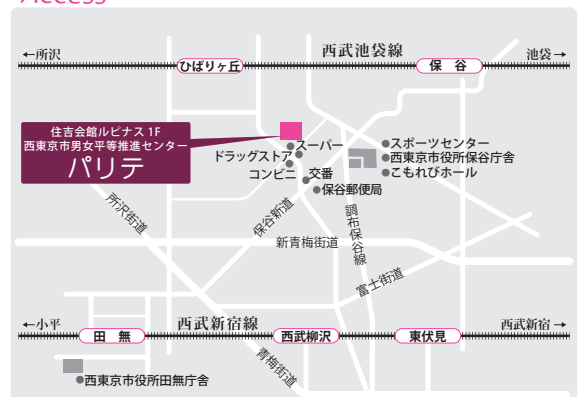 Access
←所沢
西武池袋線
池袋→
ひばりヶ丘
保 谷
住吉会館ルピナス 1F
西東京市男女平等推進センター
パリテ
スーパー
ドラッグストア
コンビニ
交番
保谷郵便局
スポーツセンター
西東京市役所保谷庁舎
こもれびホール
所沢街道
保谷新道
調布保谷線
新青梅街道
富士街道
←小平
西武新宿線
西武新宿→
田 無
西武柳沢
東伏見
青梅街道
西東京市役所田無庁舎